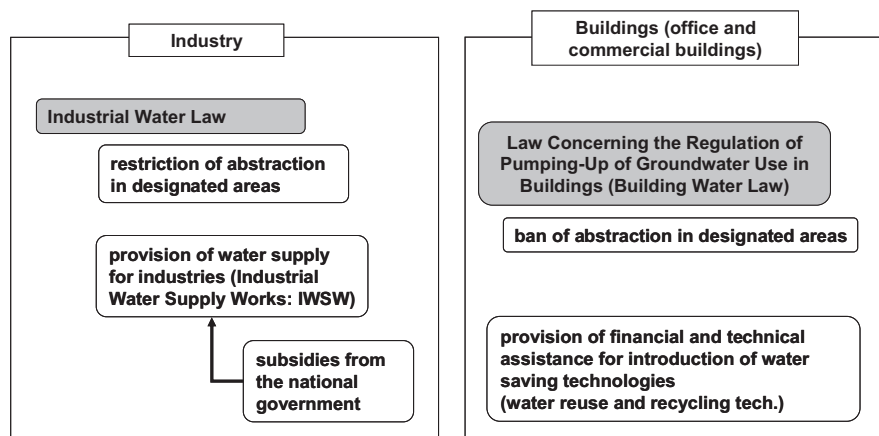 Industry
Industrial Water Law
restriction of abstraction
in designated areas
provision of water supply
for industries (Industrial
Water Supply Works: IWSW)
subsidies from
the national
government
Buildings (office and
commercial buildings)
Law Concerning the Regulation of
Pumping-Up of Groundwater Use in
Buildings (Building Water Law)
ban of abstraction in designated areas
provision of financial and technical
assistance for introduction of water
saving technologies
(water reuse and recycling tech.)